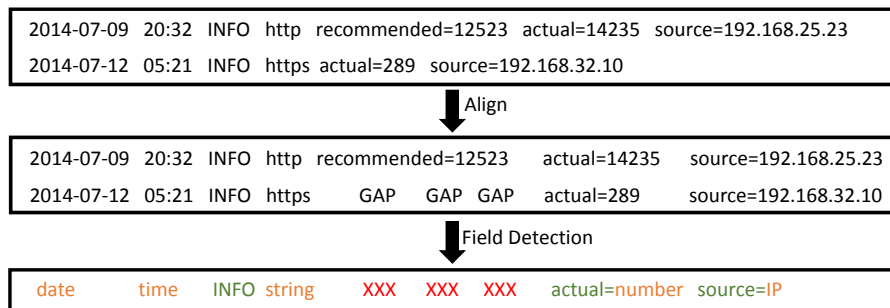 2014-07-09 20:32 INFO http recommended=12523 actual=14235 source=192.168.25.23
2014-07-12 05:21 INFO https actual=289 source=192.168.32.10
Align
2014-07-09 20:32 INFO http recommended=12523 actual=14235 source=192.168.25.23
2014-07-12 05:21 INFO https GAP GAP GAP actual=289 source=192.168.32.10
Field Detection
date time INFO string XXX XXX XXX actual=number source=IP